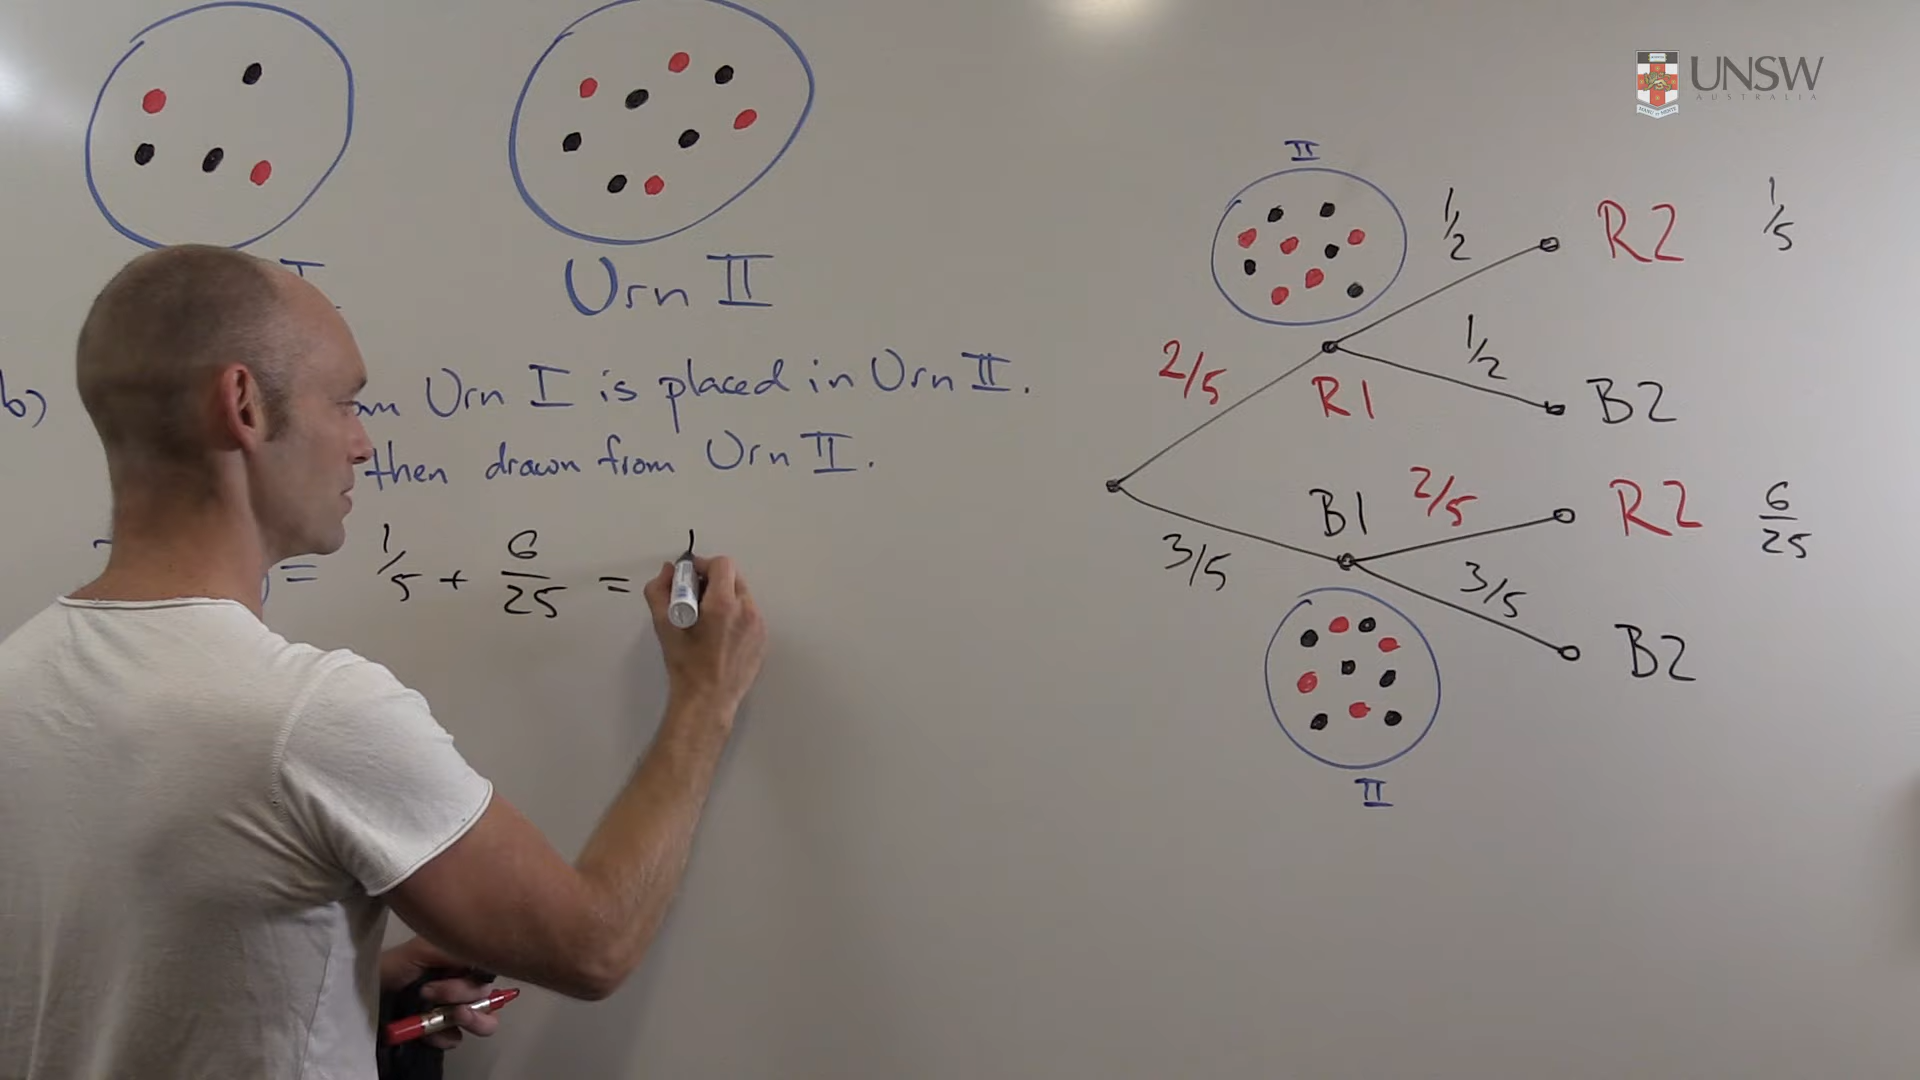 UNSW
AUSTRALIA
Urn II
b)
Urn I is placed in Urn II.
then drawn from Urn II.
= 1/5 + 6/25 = 1
II
1/2
R2
1/5
1/2
2/5
R1
B2
B1
2/5
R2
6/25
3/5
3/5
B2
II